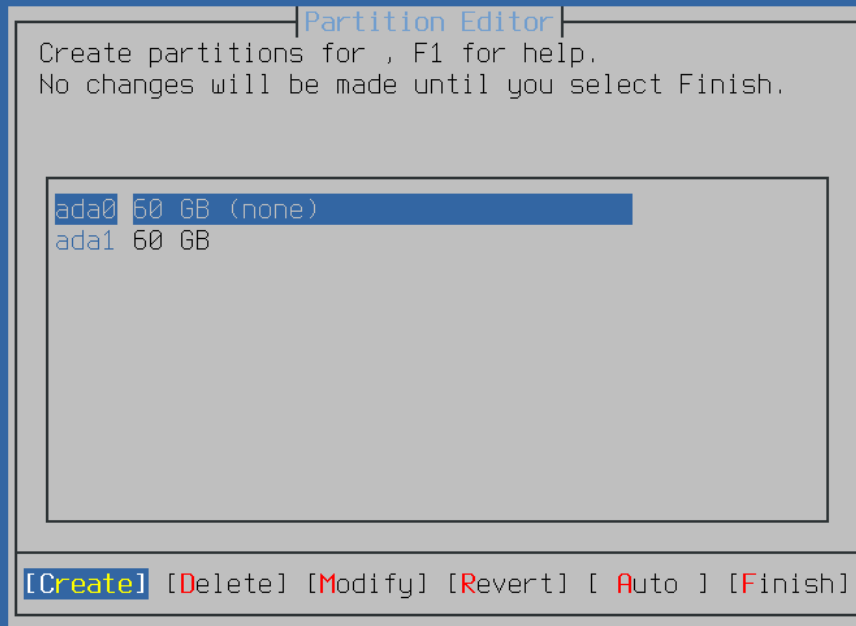 Partition Editor
Create partitions for , F1 for help.
No changes will be made until you select Finish.
ada0 60 GB (none)
ada1 60 GB
[Create] [Delete] [Modify] [Revert] [ Auto ] [Finish]